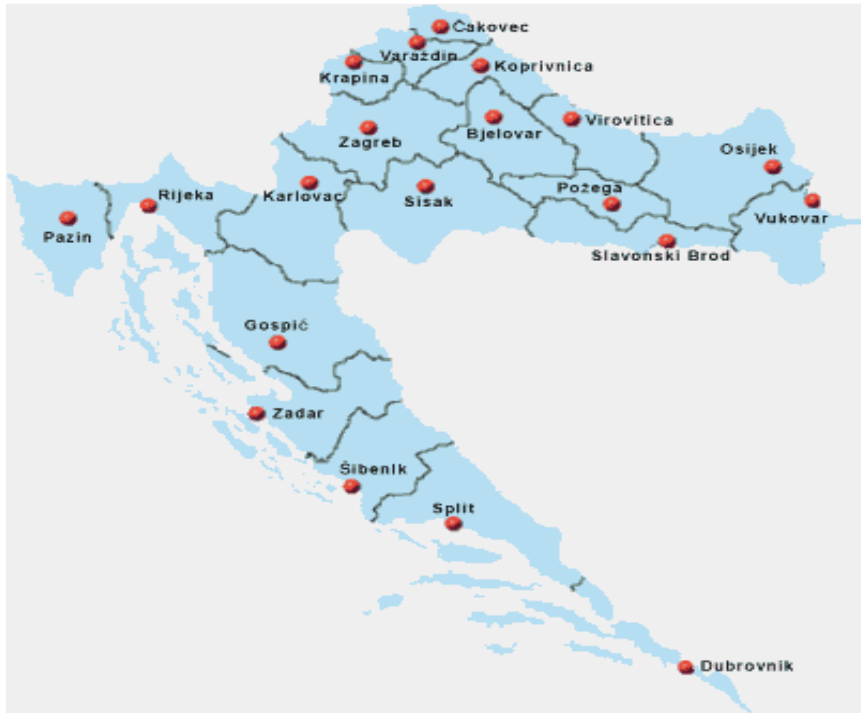 Čakovec
Varaždin
Koprivnica
Krapina
Virovitica
Zagreb
Bjelovar
Osijek
Rijeka
Karlovac
Sisak
Požega
Vukovar
Pazin
Slavonski Brod
Gospić
Zadar
Šibenik
Split
Dubrovnik